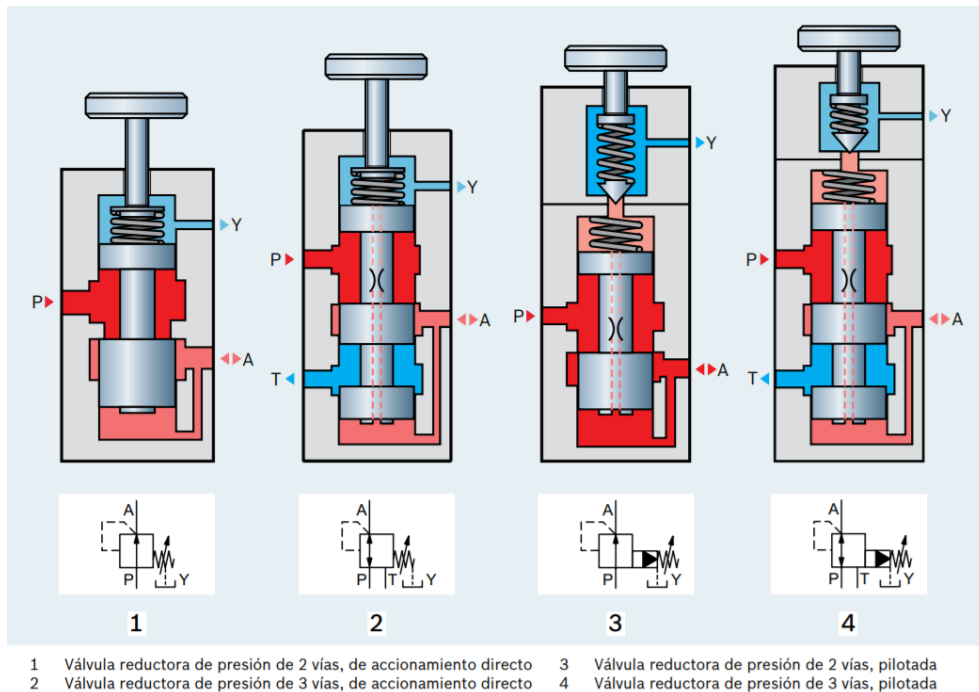 Y
P
A
Y
P
A
T
Y
P
A
Y
P
A
T
A
P
Y
A
P
T
Y
A
P
Y
A
P
T
Y
1
2
3
4
1 Válvula reductora de presión de 2 vías, de accionamiento directo
2 Válvula reductora de presión de 3 vías, de accionamiento directo
3 Válvula reductora de presión de 2 vías, pilotada
4 Válvula reductora de presión de 3 vías, pilotada